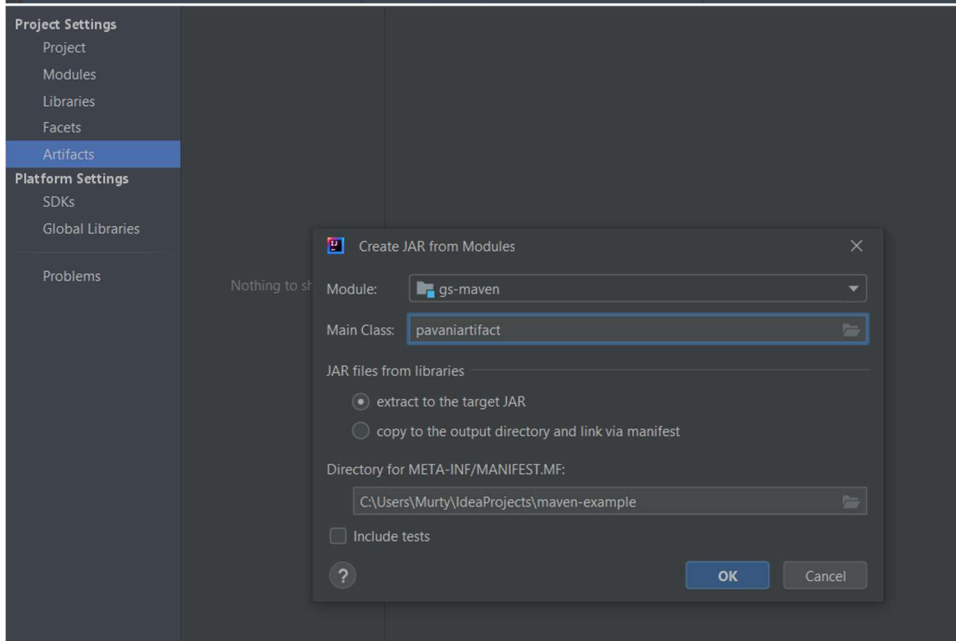 Project Settings
Project
Modules
Libraries
Facets
Artifacts
Platform Settings
SDKs
Global Libraries
Problems
Nothing to sh
Create JAR from Modules
Module: gs-maven
Main Class: pavaniartifact
JAR files from libraries
extract to the target JAR
copy to the output directory and link via manifest
Directory for META-INF/MANIFEST.MF:
C:\Users\Murty\IdeaProjects\maven-example
Include tests
? OK Cancel